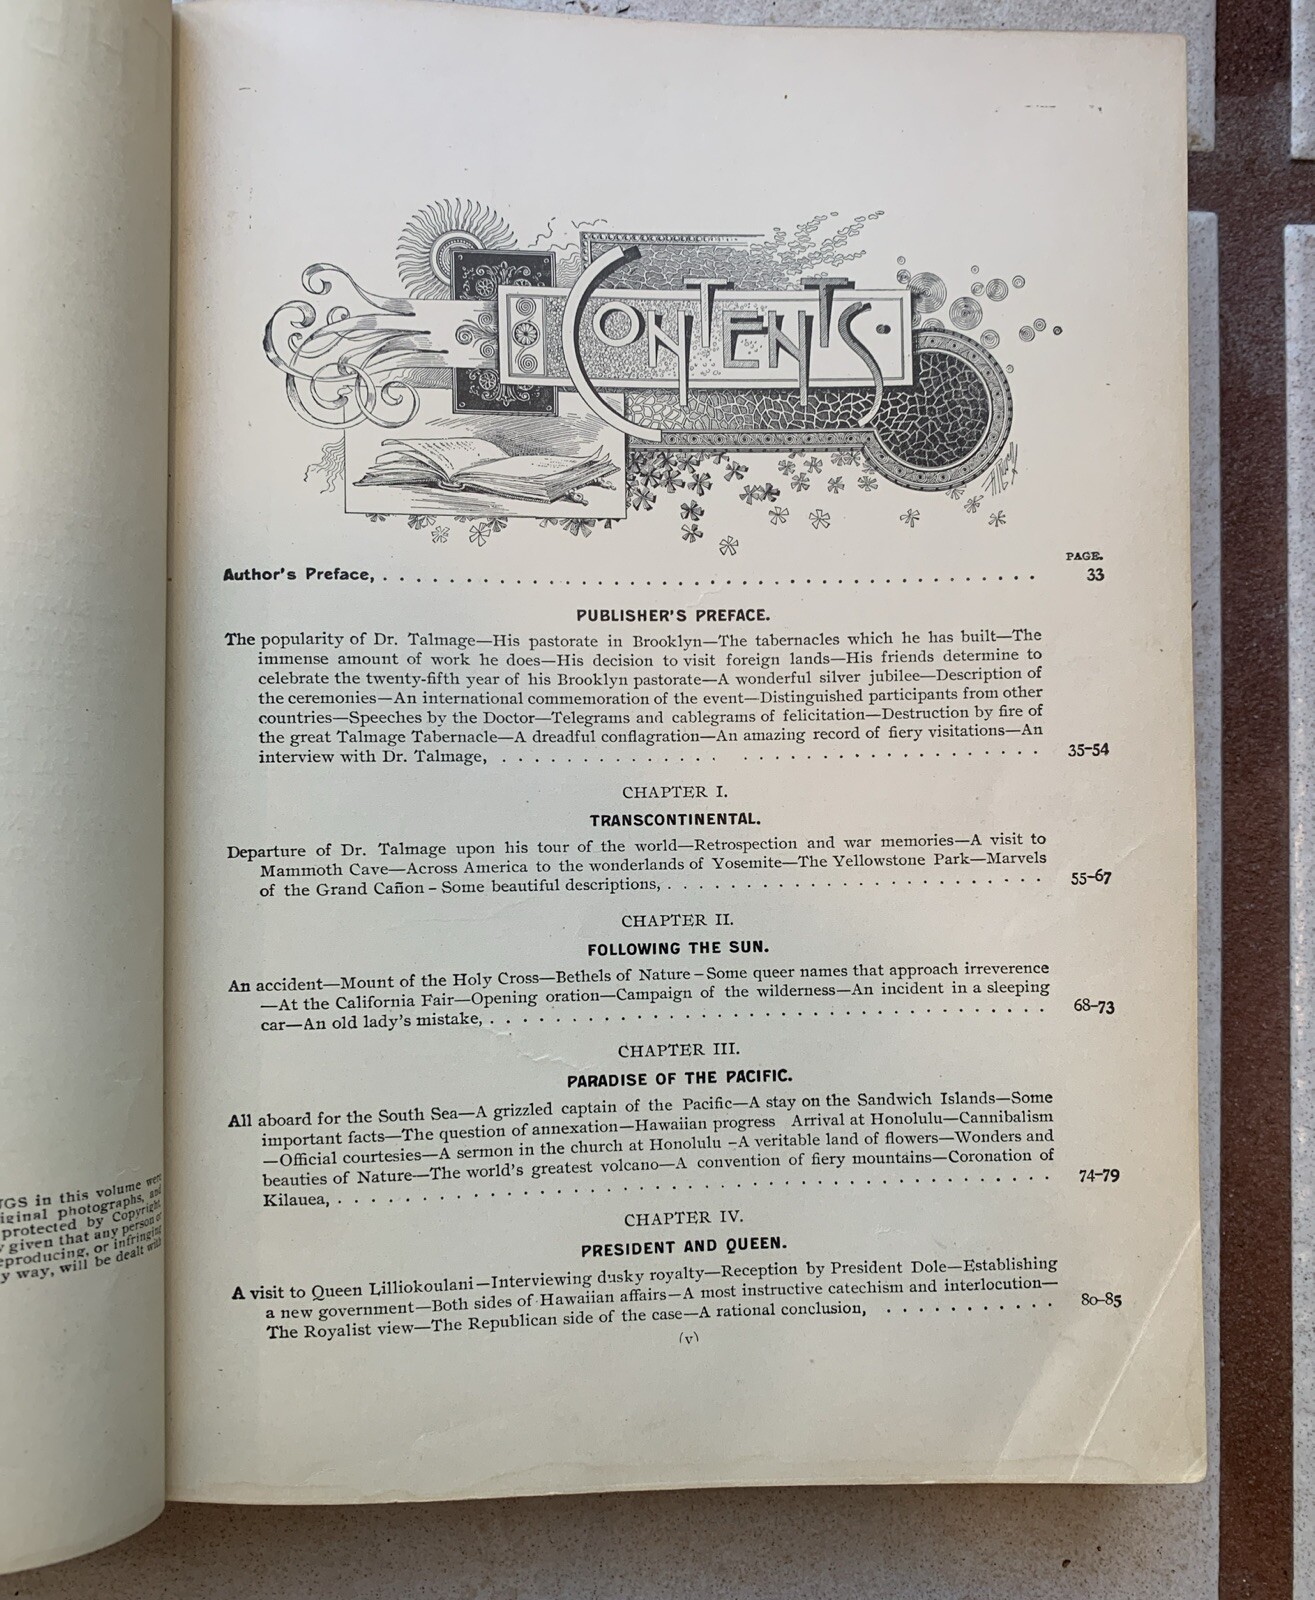 CONTENTS.
PAGE.
Author's Preface, . . . . . . . . . . . . . . . . . . . . . . . . . . . . . . . . . . . . . . . 33
PUBLISHER'S PREFACE.
The popularity of Dr. Talmage—His pastorate in Brooklyn—The tabernacles which he has built—The
immense amount of work he does—His decision to visit foreign lands—His friends determine to
celebrate the twenty-fifth year of his Brooklyn pastorate—A wonderful silver jubilee—Description of
the ceremonies—An international commemoration of the event—Distinguished participants from other
countries—Speeches by the Doctor—Telegrams and cablegrams of felicitation—Destruction by fire of
the great Talmage Tabernacle—A dreadful conflagration—An amazing record of fiery visitations—An
interview with Dr. Talmage, . . . . . . . . . . . . . . . . . . . . . . . . . . . . . 35-54
CHAPTER I.
TRANSCONTINENTAL.
Departure of Dr. Talmage upon his tour of the world—Retrospection and war memories—A visit to
Mammoth Cave—Across America to the wonderlands of Yosemite—The Yellowstone Park—Marvels
of the Grand Cañon – Some beautiful descriptions, . . . . . . . . . . . . . . . . . . . . . . . 55-67
CHAPTER II.
FOLLOWING THE SUN.
An accident—Mount of the Holy Cross—Bethels of Nature – Some queer names that approach irreverence
—At the California Fair—Opening oration—Campaign of the wilderness—An incident in a sleeping
car—An old lady's mistake, . . . . . . . . . . . . . . . . . . . . . . . . . . . . . . . . . . 68-73
CHAPTER III.
PARADISE OF THE PACIFIC.
All aboard for the South Sea—A grizzled captain of the Pacific—A stay on the Sandwich Islands—Some
important facts—The question of annexation—Hawaiian progress Arrival at Honolulu—Cannibalism
—Official courtesies—A sermon in the church at Honolulu –A veritable land of flowers—Wonders and
beauties of Nature—The world's greatest volcano—A convention of fiery mountains—Coronation of
Kilauea, . . . . . . . . . . . . . . . . . . . . . . . . . . . . . . . . . . . . . . . . . . . 74-79
CHAPTER IV.
PRESIDENT AND QUEEN.
A visit to Queen Lilliokoulani—Interviewing dusky royalty—Reception by President Dole—Establishing
a new government—Both sides of Hawaiian affairs—A most instructive catechism and interlocution—
The Royalist view—The Republican side of the case—A rational conclusion, . . . . . . . . . . . 80-85
(v)
GS in this volume were
iginal photographs, and
protected by Copyright
given that any person or
eproducing, or infringing
y way, will be dealt with